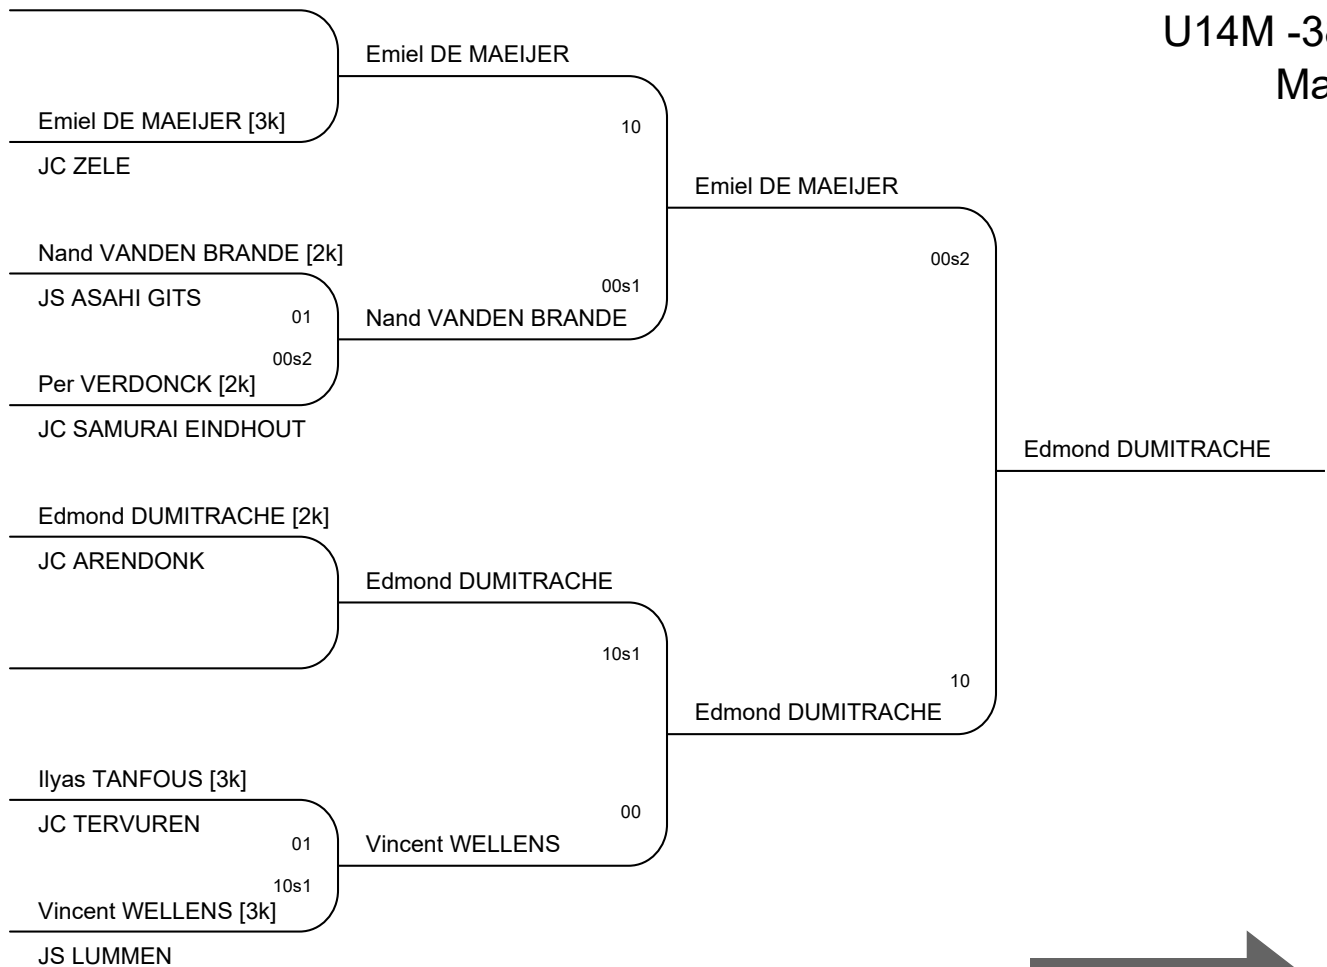 U14M -3
Ma
Emiel DE MAEIJER
Emiel DE MAEIJER [3k]
10
JC ZELE
Emiel DE MAEIJER
Nand VANDEN BRANDE [2k]
00s2
JS ASAHI GITS
00s1
01
Nand VANDEN BRANDE
00s2
Per VERDONCK [2k]
JC SAMURAI EINDHOUT
Edmond DUMITRACHE
Edmond DUMITRACHE [2k]
JC ARENDONK
Edmond DUMITRACHE
10s1
10
Edmond DUMITRACHE
Ilyas TANFOUS [3k]
00
JC TERVUREN
01
Vincent WELLENS
10s1
Vincent WELLENS [3k]
JS LUMMEN